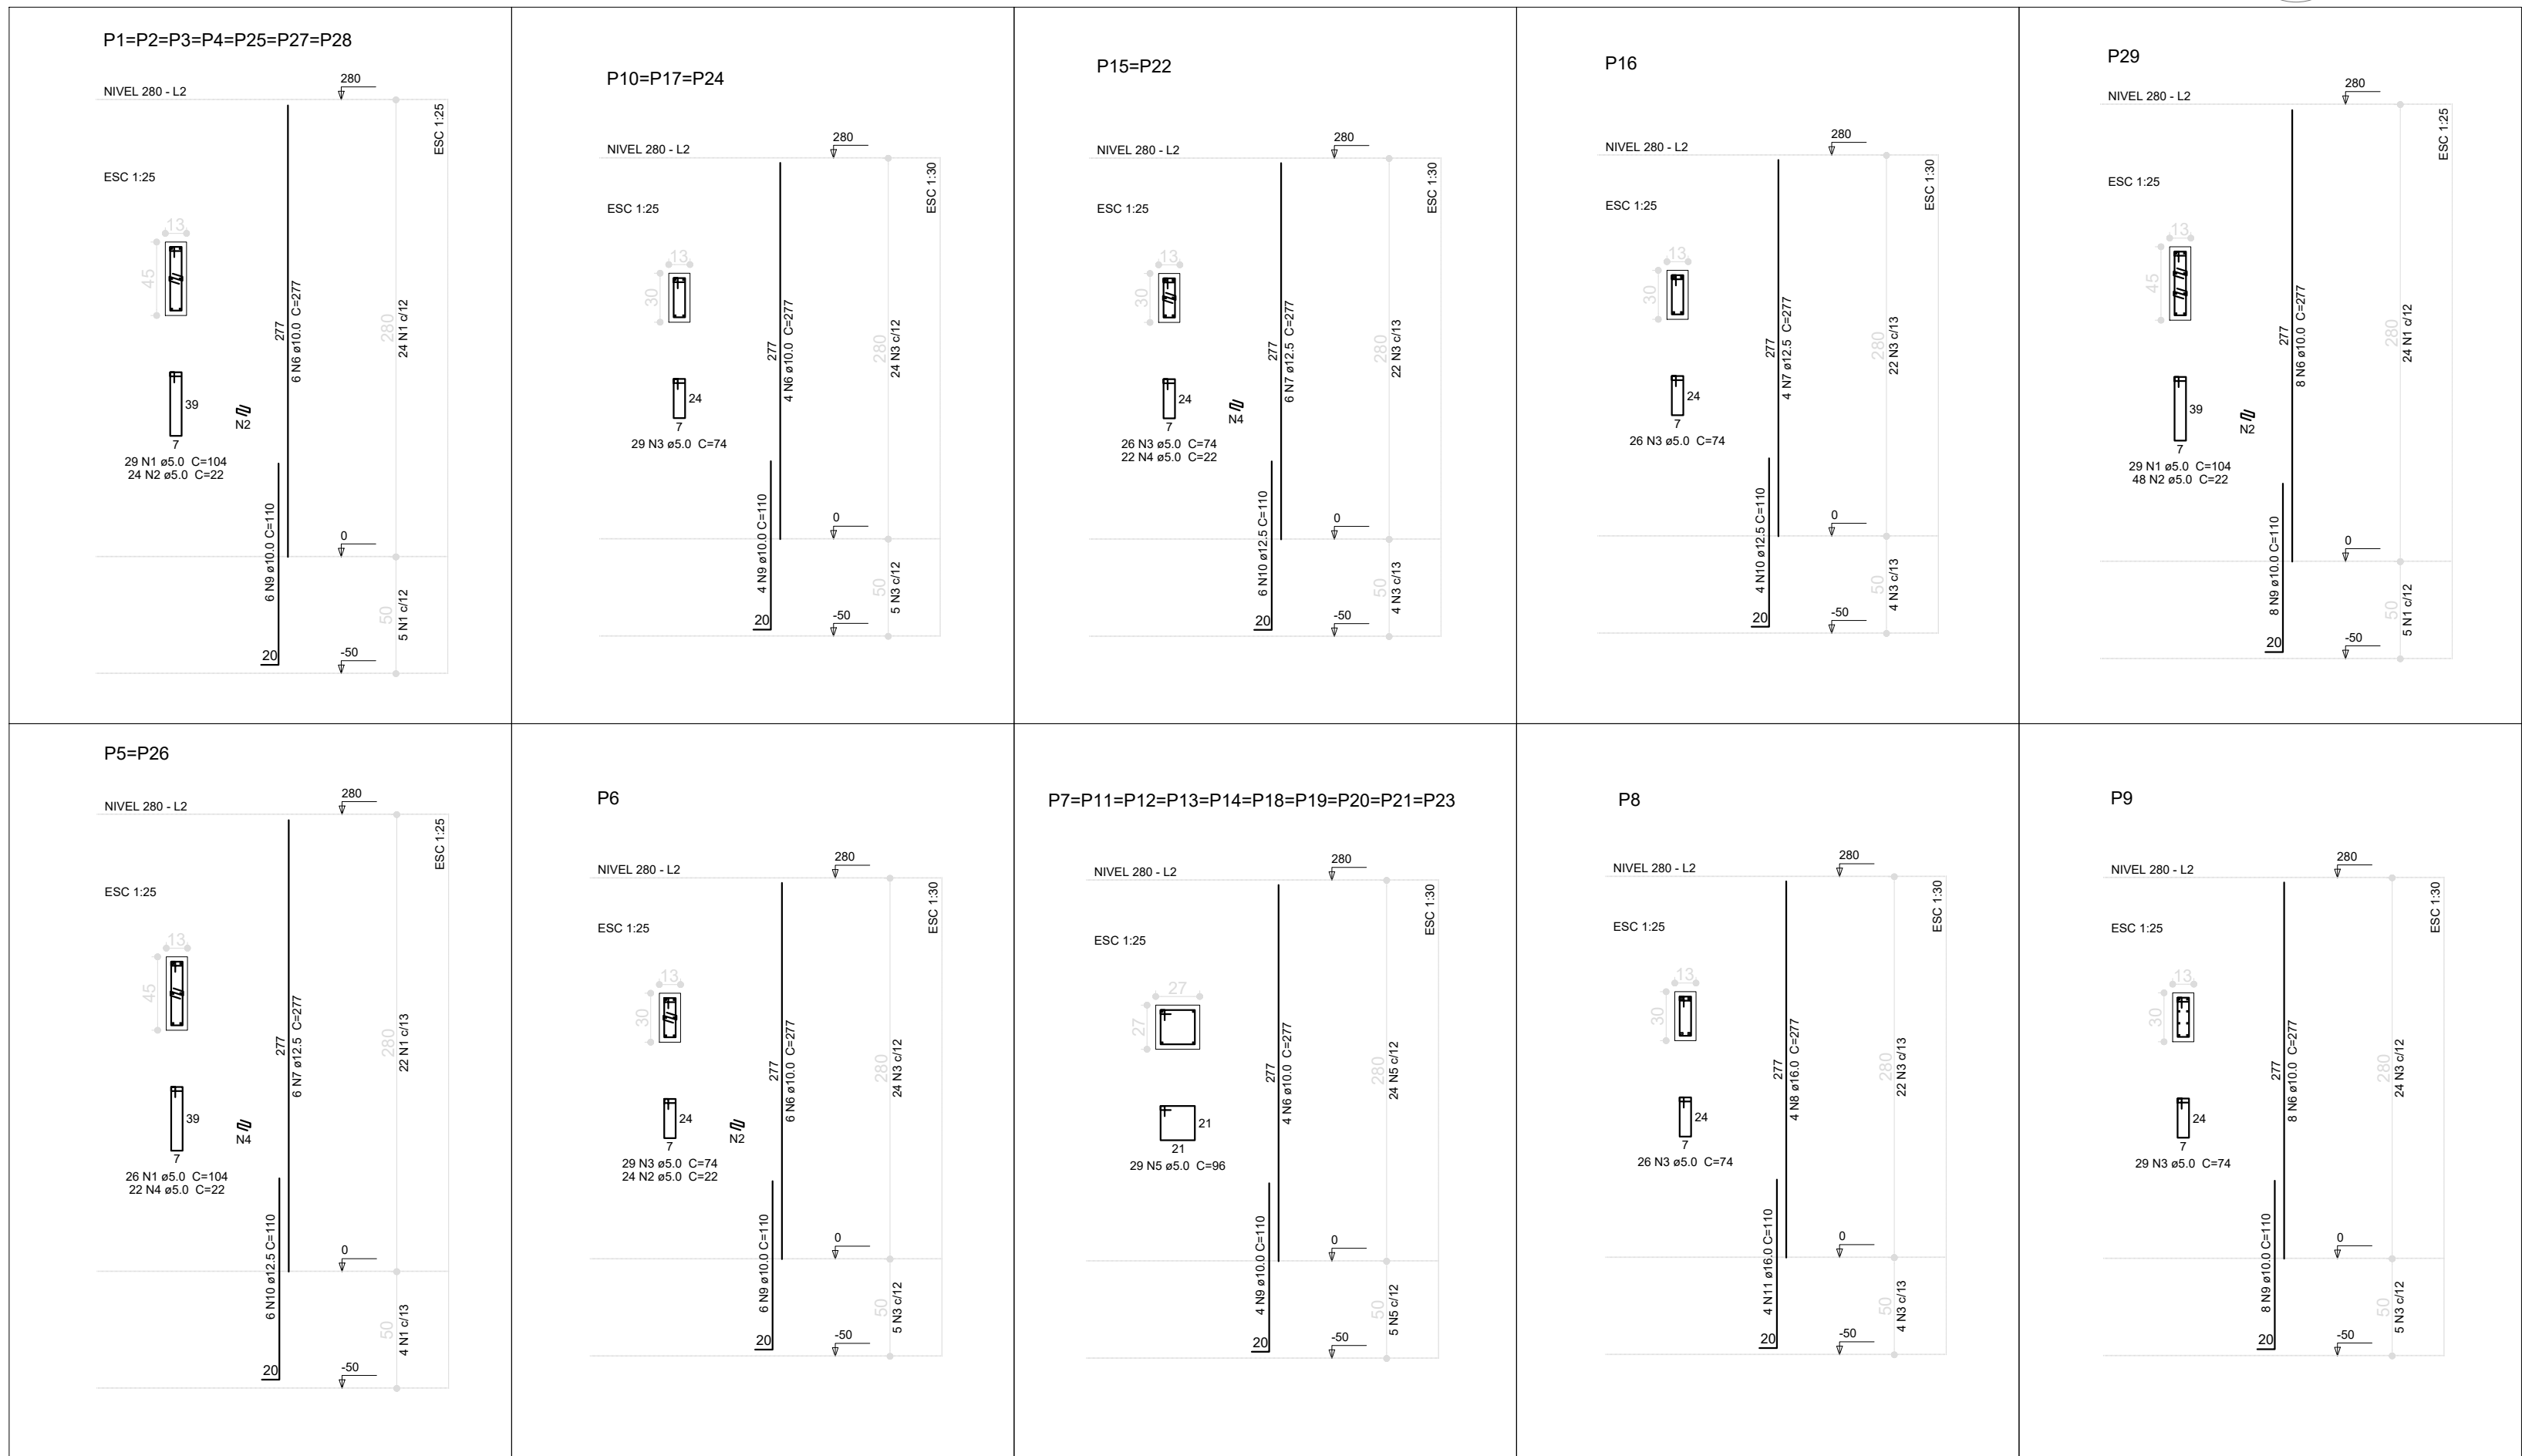 P1=P2=P3=P4=P25=P27=P28
NIVEL 280 - L2
280
ESC 1:25
ESC 1:25
13
45
277
6 N6 ø10.0  C=277
280
24 N1 c/12
39
7
N2
29 N1 ø5.0  C=104
24 N2 ø5.0  C=22
6 N9 ø10.0 C=110
0
50
5 N1 c/12
20
-50
P10=P17=P24
NIVEL 280 - L2
280
ESC 1:30
ESC 1:25
13
30
277
4 N6 ø10.0  C=277
280
24 N3 c/12
24
7
29 N3 ø5.0  C=74
4 N9 ø10.0 C=110
0
50
5 N3 c/12
20
-50
P15=P22
NIVEL 280 - L2
280
ESC 1:30
ESC 1:25
13
30
277
6 N7 ø12.5  C=277
280
22 N3 c/13
24
7
N4
26 N3 ø5.0  C=74
22 N4 ø5.0  C=22
6 N10 ø12.5 C=110
0
50
4 N3 c/13
20
-50
P16
NIVEL 280 - L2
280
ESC 1:30
ESC 1:25
13
30
277
4 N7 ø12.5  C=277
280
22 N3 c/13
24
7
26 N3 ø5.0  C=74
4 N10 ø12.5 C=110
0
50
4 N3 c/13
20
-50
P29
NIVEL 280 - L2
280
ESC 1:25
ESC 1:25
13
45
277
8 N6 ø10.0  C=277
280
24 N1 c/12
39
7
N2
29 N1 ø5.0  C=104
48 N2 ø5.0  C=22
8 N9 ø10.0 C=110
0
50
5 N1 c/12
20
-50
P5=P26
NIVEL 280 - L2
280
ESC 1:25
ESC 1:25
13
45
277
6 N7 ø12.5  C=277
280
22 N1 c/13
39
7
N4
26 N1 ø5.0  C=104
22 N4 ø5.0  C=22
6 N10 ø12.5 C=110
0
50
4 N1 c/13
20
-50
P6
NIVEL 280 - L2
280
ESC 1:30
ESC 1:25
13
30
277
6 N6 ø10.0  C=277
280
24 N3 c/12
24
7
N2
29 N3 ø5.0  C=74
24 N2 ø5.0  C=22
6 N9 ø10.0 C=110
0
50
5 N3 c/12
20
-50
P7=P11=P12=P13=P14=P18=P19=P20=P21=P23
NIVEL 280 - L2
280
ESC 1:30
ESC 1:25
27
27
277
4 N6 ø10.0  C=277
280
24 N5 c/12
21
21
29 N5 ø5.0  C=96
4 N9 ø10.0 C=110
0
50
5 N5 c/12
20
-50
P8
NIVEL 280 - L2
280
ESC 1:30
ESC 1:25
13
30
277
4 N8 ø16.0  C=277
280
22 N3 c/13
24
7
26 N3 ø5.0  C=74
4 N11 ø16.0 C=110
0
50
4 N3 c/13
20
-50
P9
NIVEL 280 - L2
280
ESC 1:30
ESC 1:25
13
30
277
8 N6 ø10.0  C=277
280
24 N3 c/12
24
7
29 N3 ø5.0  C=74
8 N9 ø10.0 C=110
0
50
5 N3 c/12
20
-50